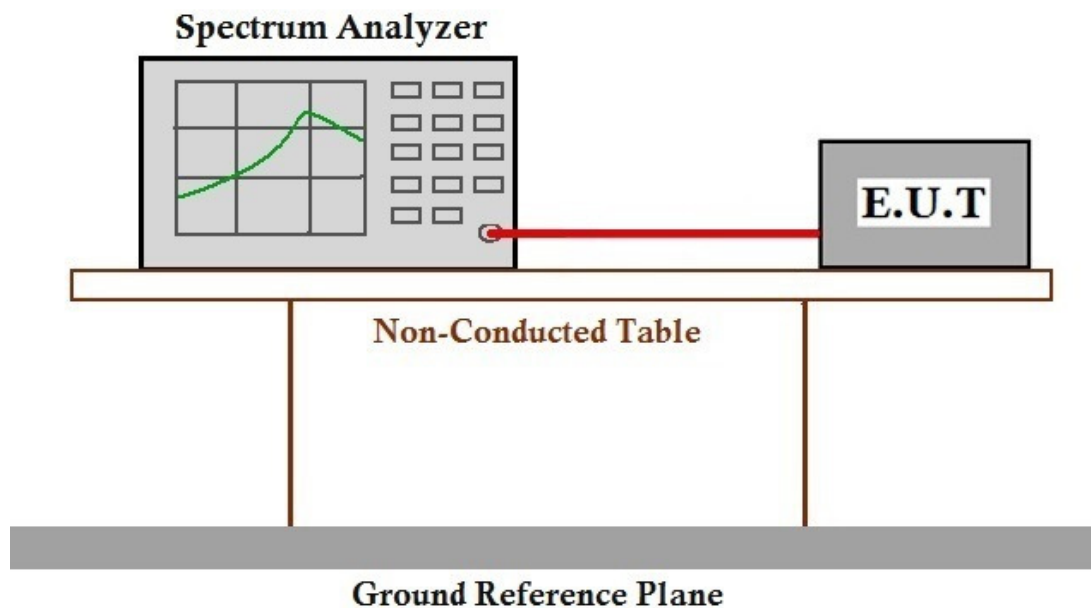 Spectrum Analyzer
E.U.T
Non-Conducted Table
Ground Reference Plane